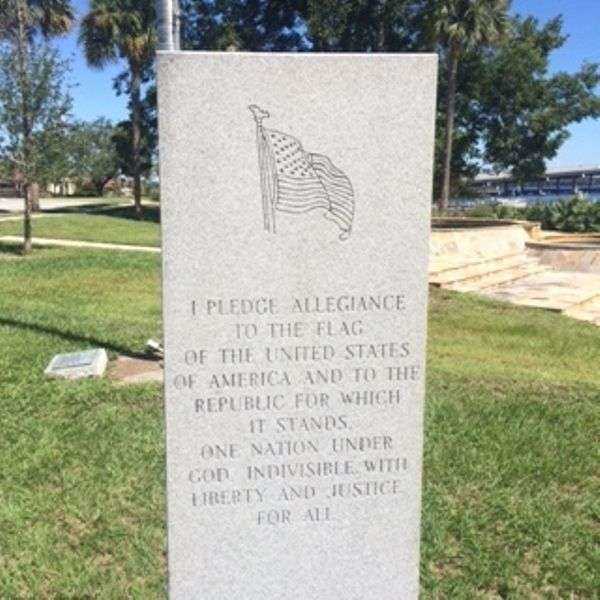 I PLEDGE ALLEGIANCE
TO THE FLAG
OF THE UNITED STATES
OF AMERICA AND TO THE
REPUBLIC FOR WHICH
IT STANDS,
ONE NATION UNDER
GOD, INDIVISIBLE, WITH
LIBERTY AND JUSTICE
FOR ALL